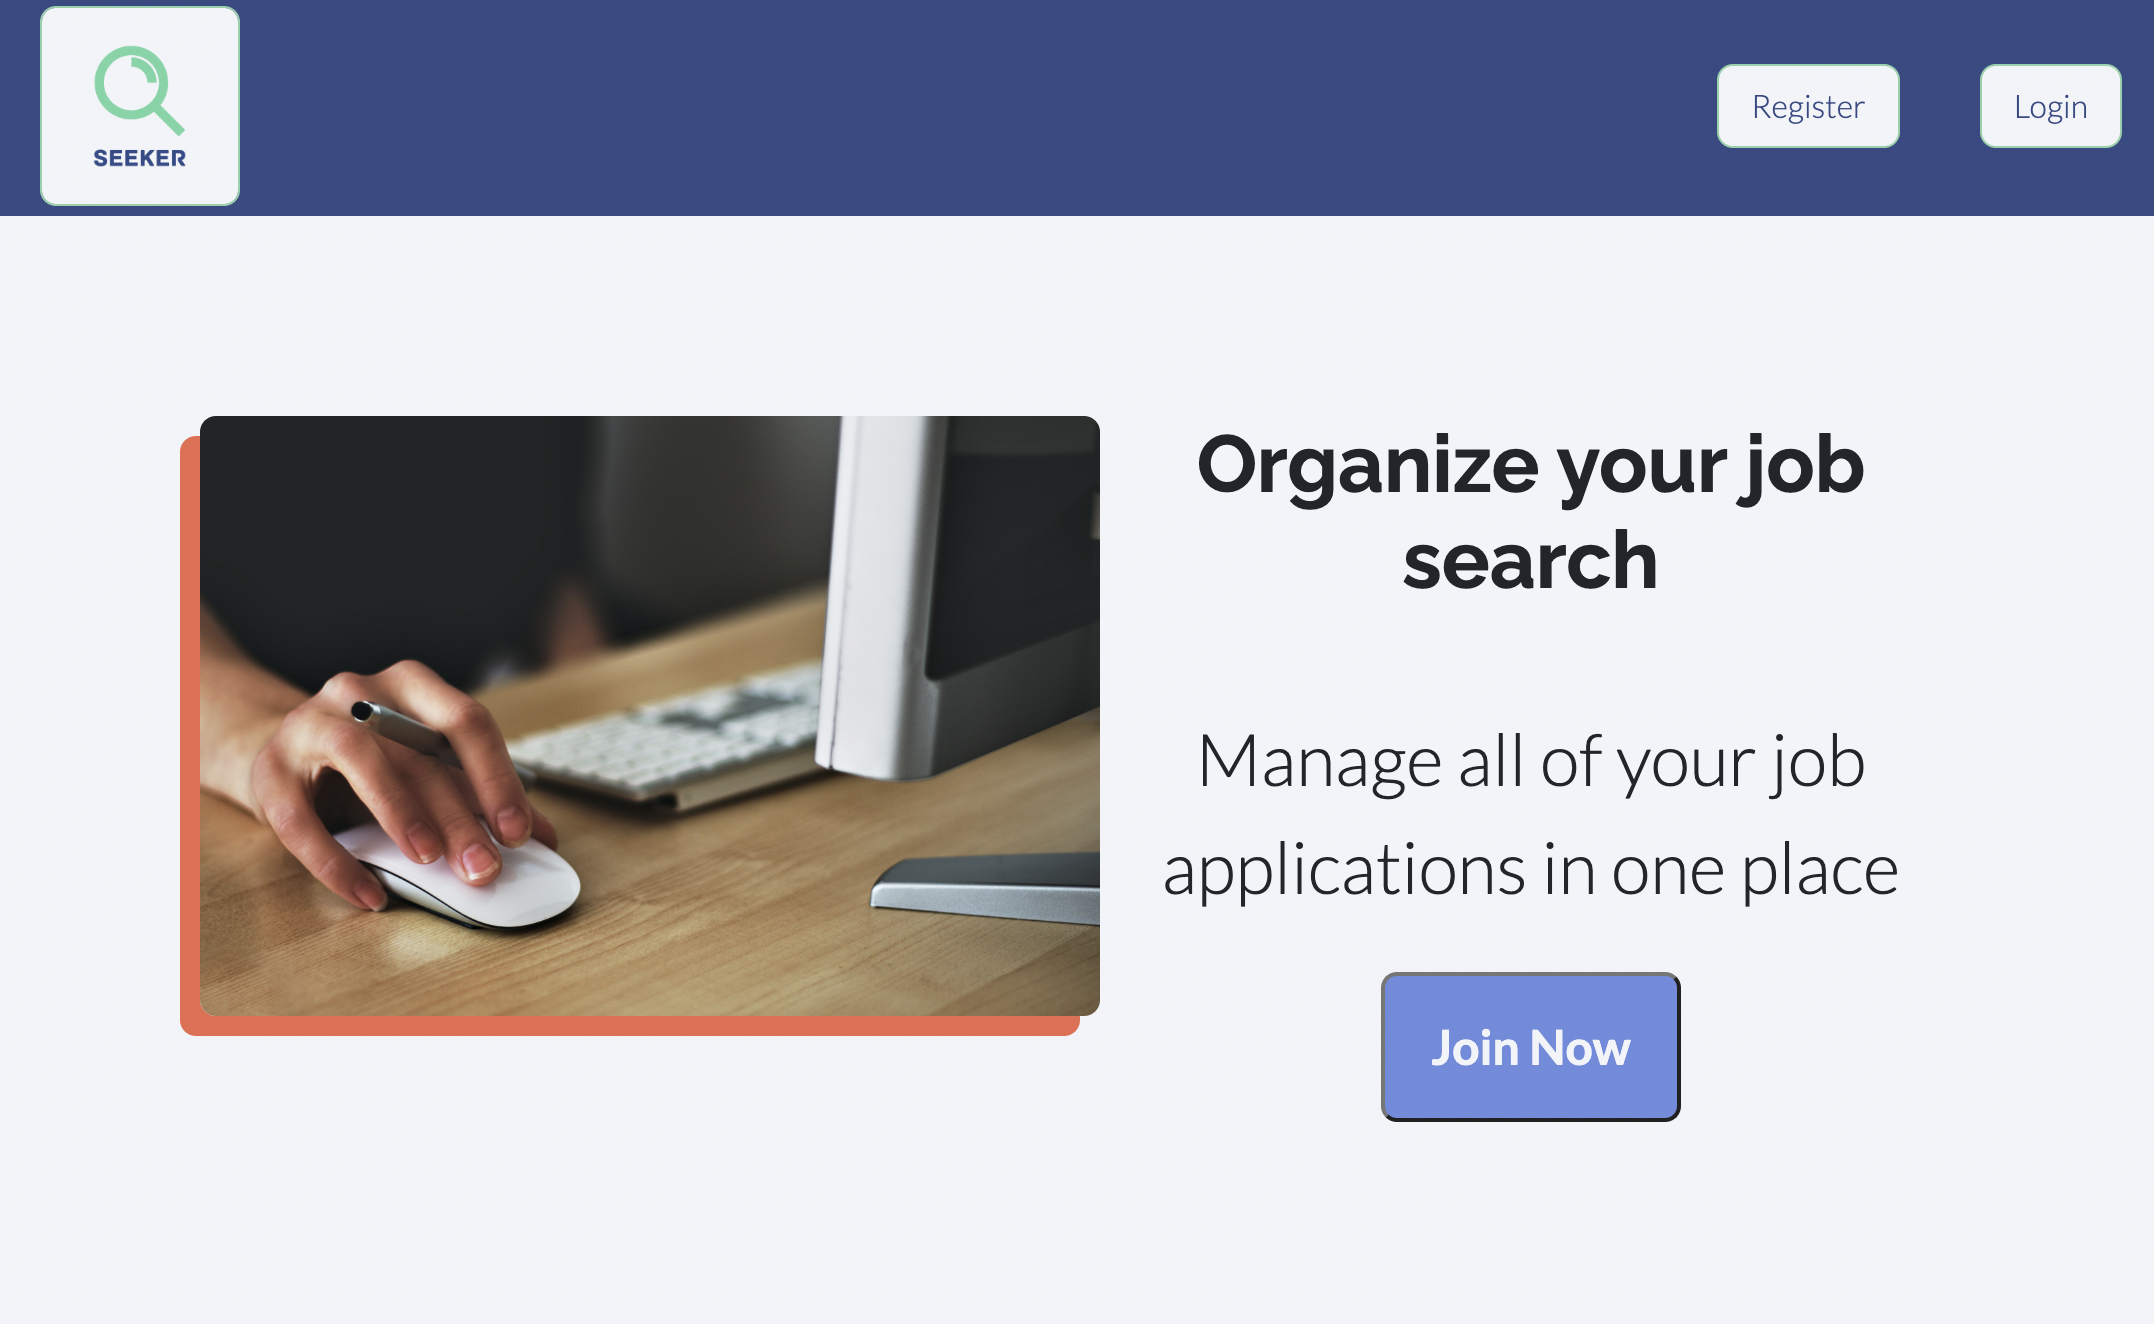 SEEKER
Register
Login
Organize your job
search
Manage all of your job
applications in one place
Join Now